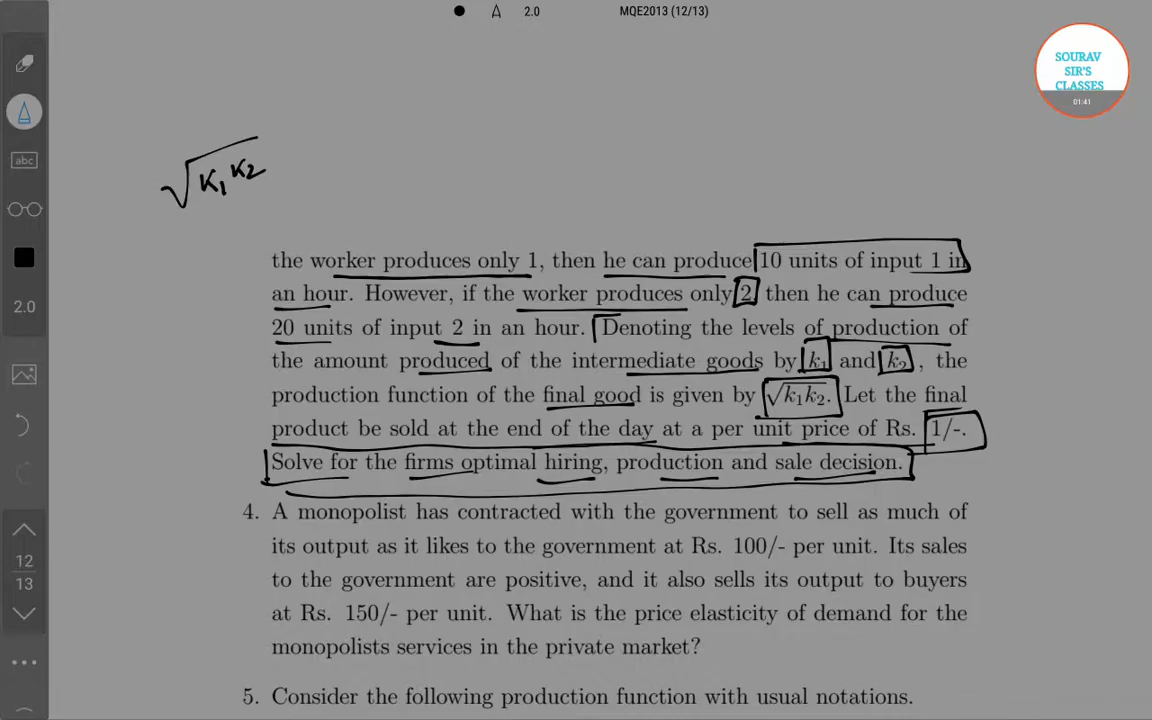 2.0 MQE2013 (12/13)
SOURAV
SIR'S
CLASSES
01:41
abc
2.0
12
13
√K1 K2
the worker produces only 1, then he can produce 10 units of input 1 in
an hour. However, if the worker produces only 2, then he can produce
20 units of input 2 in an hour. Denoting the levels of production of
the amount produced of the intermediate goods by k1 and k2, the
production function of the final good is given by √k1k2. Let the final
product be sold at the end of the day at a per unit price of Rs. 1/-.
Solve for the firms optimal hiring, production and sale decision.
4. A monopolist has contracted with the government to sell as much of
its output as it likes to the government at Rs. 100/- per unit. Its sales
to the government are positive, and it also sells its output to buyers
at Rs. 150/- per unit. What is the price elasticity of demand for the
monopolists services in the private market?
5. Consider the following production function with usual notations.